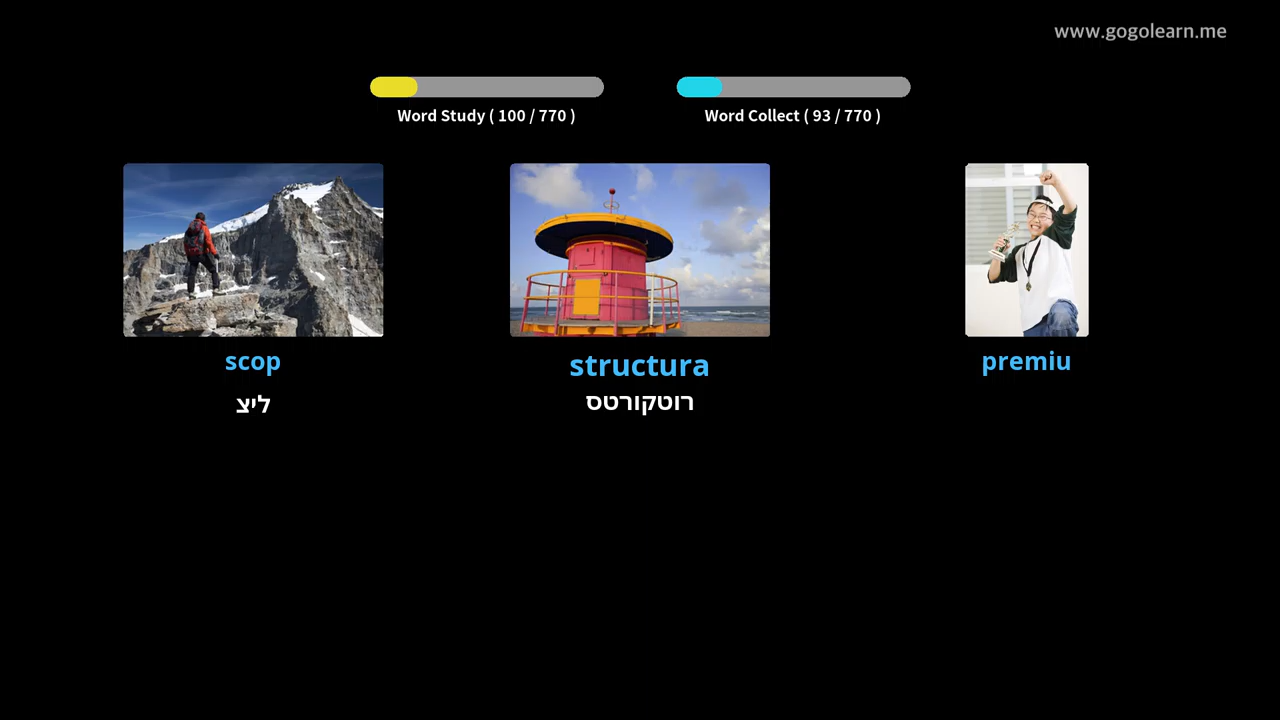 www.gogolearn.me
Word Study ( 100 / 770 )
Word Collect ( 93 / 770 )
scop
structura
premiu
ליצ
רוטקורטס